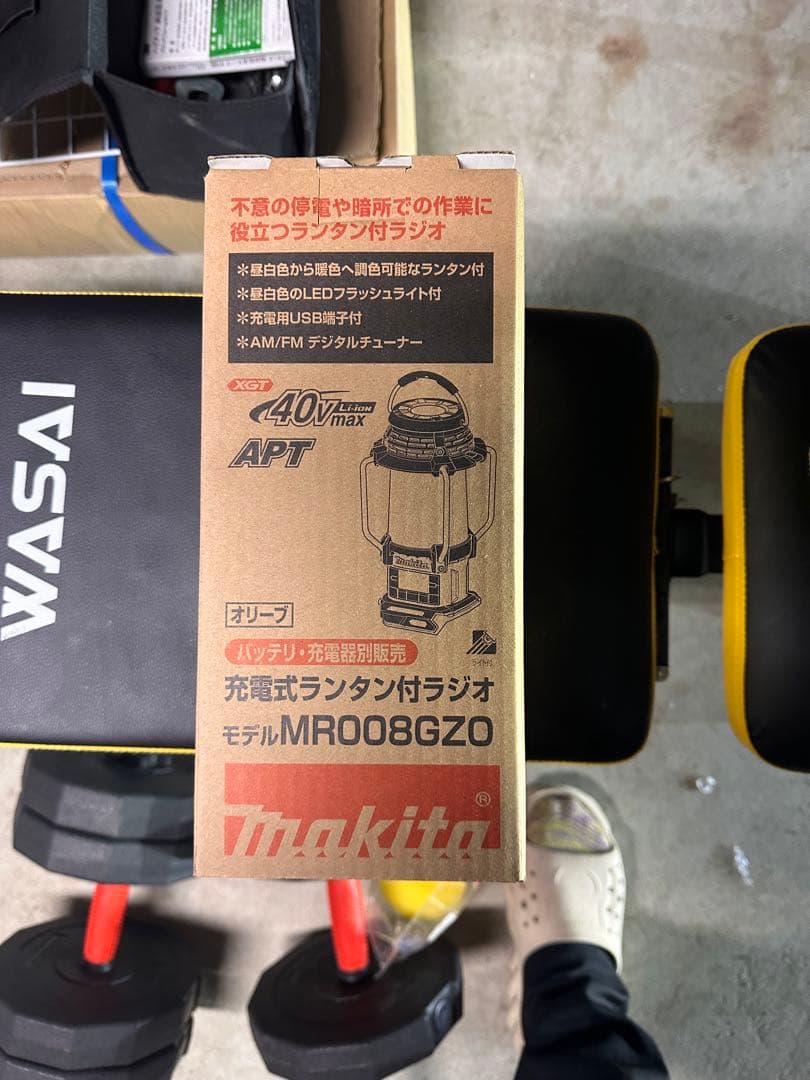 不意の停電や暗所での作業に
役立つランタン付ラジオ
＊昼白色から暖色へ調色可能なランタン付
＊昼白色のLEDフラッシュライト付
＊充電用USB端子付
＊AM/FM デジタルチューナー
XGT
40Vmax Li-ion
APT
makita
オリーブ
ライト付
バッテリ・充電器別販売
充電式ランタン付ラジオ
モデルMR008GZO
makita®
WASAI